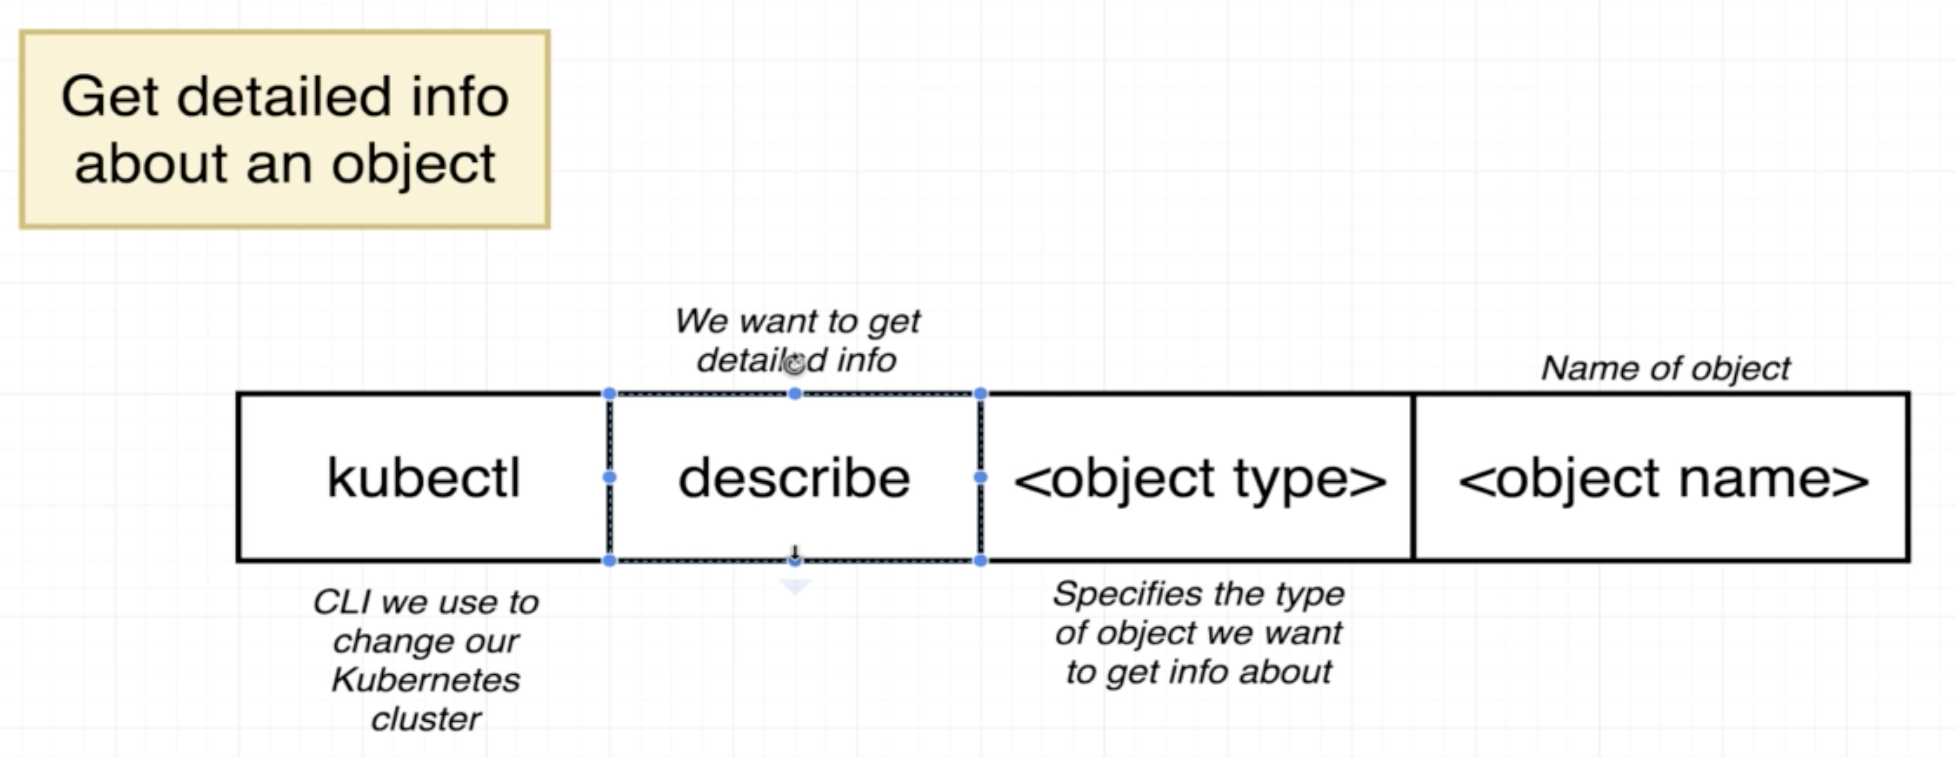 Get detailed info
about an object
We want to get
detailed info
Name of object
kubectl
describe
<object type>
<object name>
CLI we use to
change our
Kubernetes
cluster
Specifies the type
of object we want
to get info about